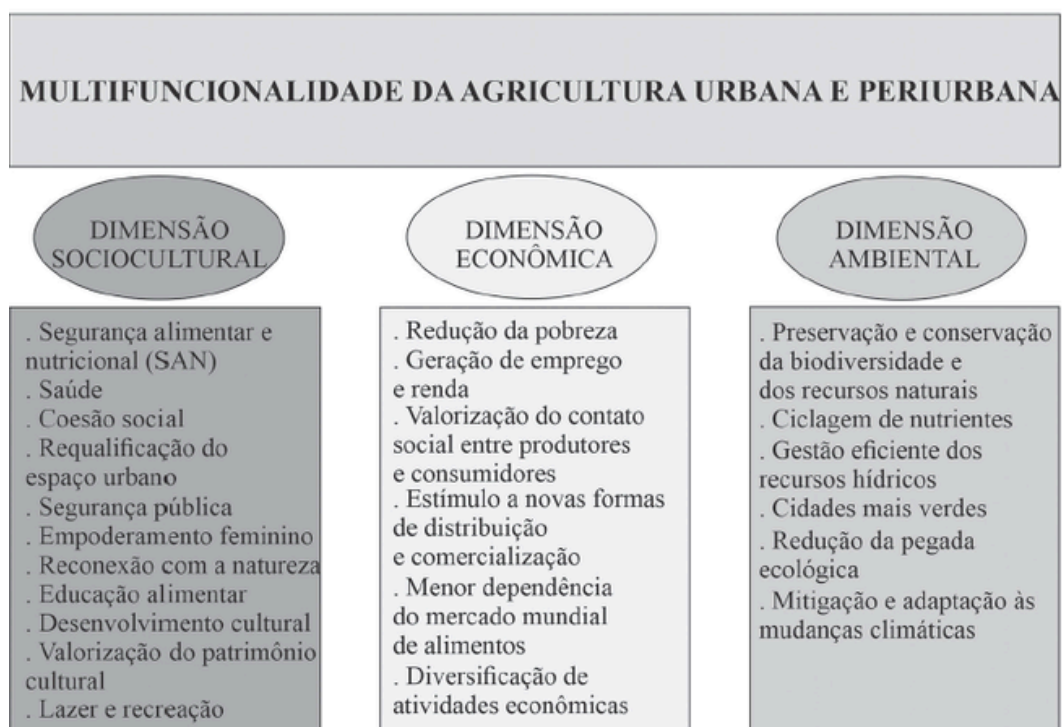 MULTIFUNCIONALIDADE DA AGRICULTURA URBANA E PERIURBANA
DIMENSÃO
SOCIOCULTURAL
. Segurança alimentar e
nutricional (SAN)
. Saúde
. Coesão social
. Requalificação do
espaço urbano
. Segurança pública
. Empoderamento feminino
. Reconexão com a natureza
. Educação alimentar
. Desenvolvimento cultural
. Valorização do patrimônio
cultural
. Lazer e recreação
DIMENSÃO
ECONÔMICA
. Redução da pobreza
. Geração de emprego
e renda
. Valorização do contato
social entre produtores
e consumidores
. Estímulo a novas formas
de distribuição
e comercialização
. Menor dependência
do mercado mundial
de alimentos
. Diversificação de
atividades econômicas
DIMENSÃO
AMBIENTAL
. Preservação e conservação
da biodiversidade e
dos recursos naturais
. Ciclagem de nutrientes
. Gestão eficiente dos
recursos hídricos
. Cidades mais verdes
. Redução da pegada
ecológica
. Mitigação e adaptação às
mudanças climáticas